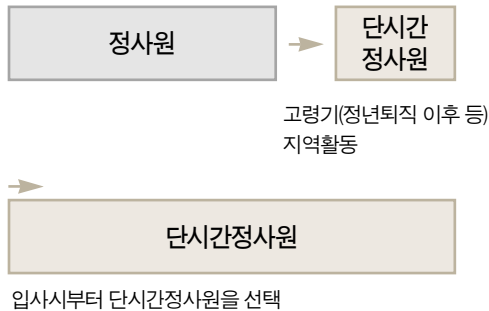 정사원
단시간
정사원
고령기(정년퇴직 이후 등)
지역활동
단시간정사원
입사시부터 단시간정사원을 선택